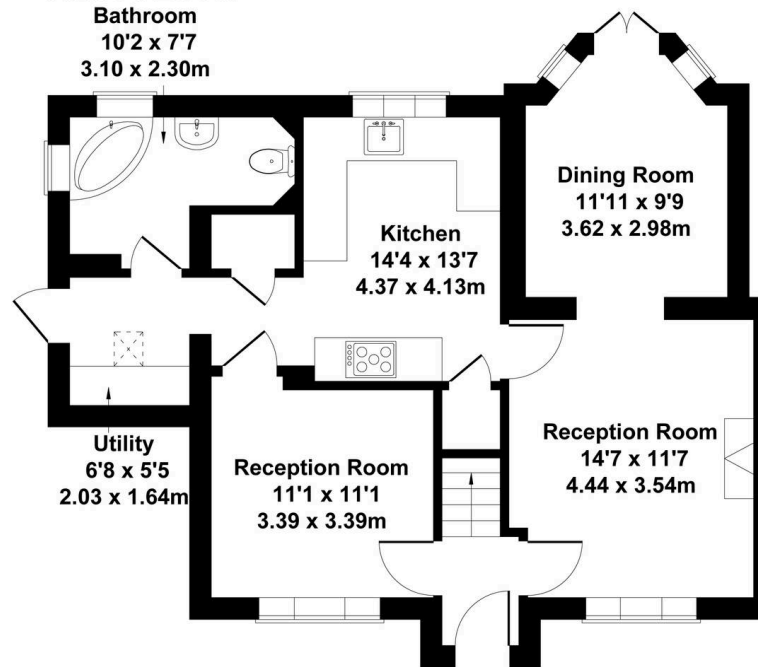 Bathroom
10'2 x 7'7
3.10 x 2.30m
Dining Room
11'11 x 9'9
3.62 x 2.98m
Kitchen
14'4 x 13'7
4.37 x 4.13m
Utility
6'8 x 5'5
2.03 x 1.64m
Reception Room
11'1 x 11'1
3.39 x 3.39m
Reception Room
14'7 x 11'7
4.44 x 3.54m